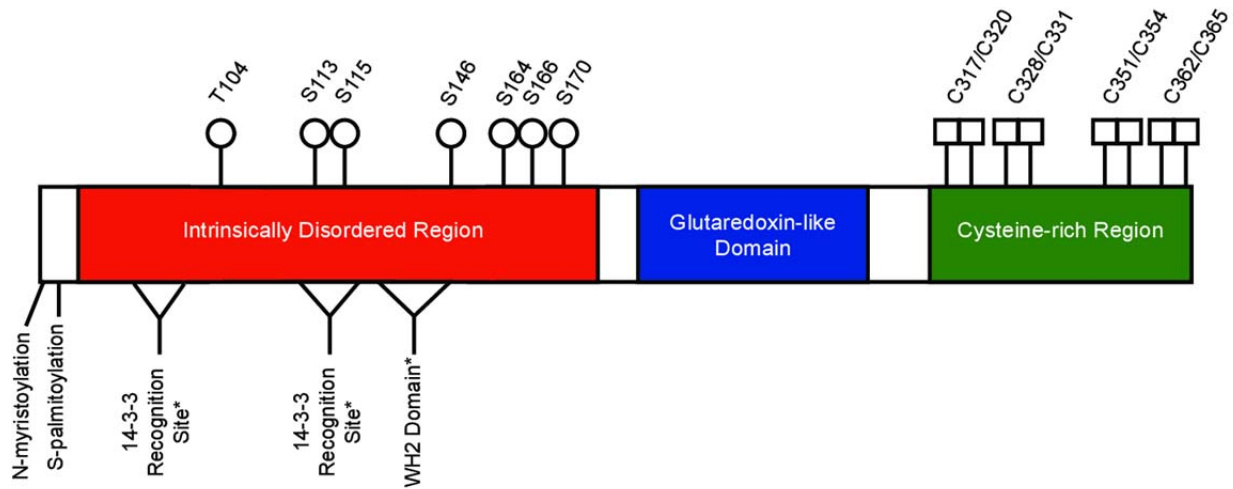 T104
S113
S115
S146
S164
S166
S170
C317/C320
C328/C331
C351/C354
C362/C365
Intrinsically Disordered Region
Glutaredoxin-like
Domain
Cysteine-rich Region
N-myristoylation
S-palmitoylation
14-3-3
Recognition
Site*
14-3-3
Recognition
Site*
WH2 Domain*